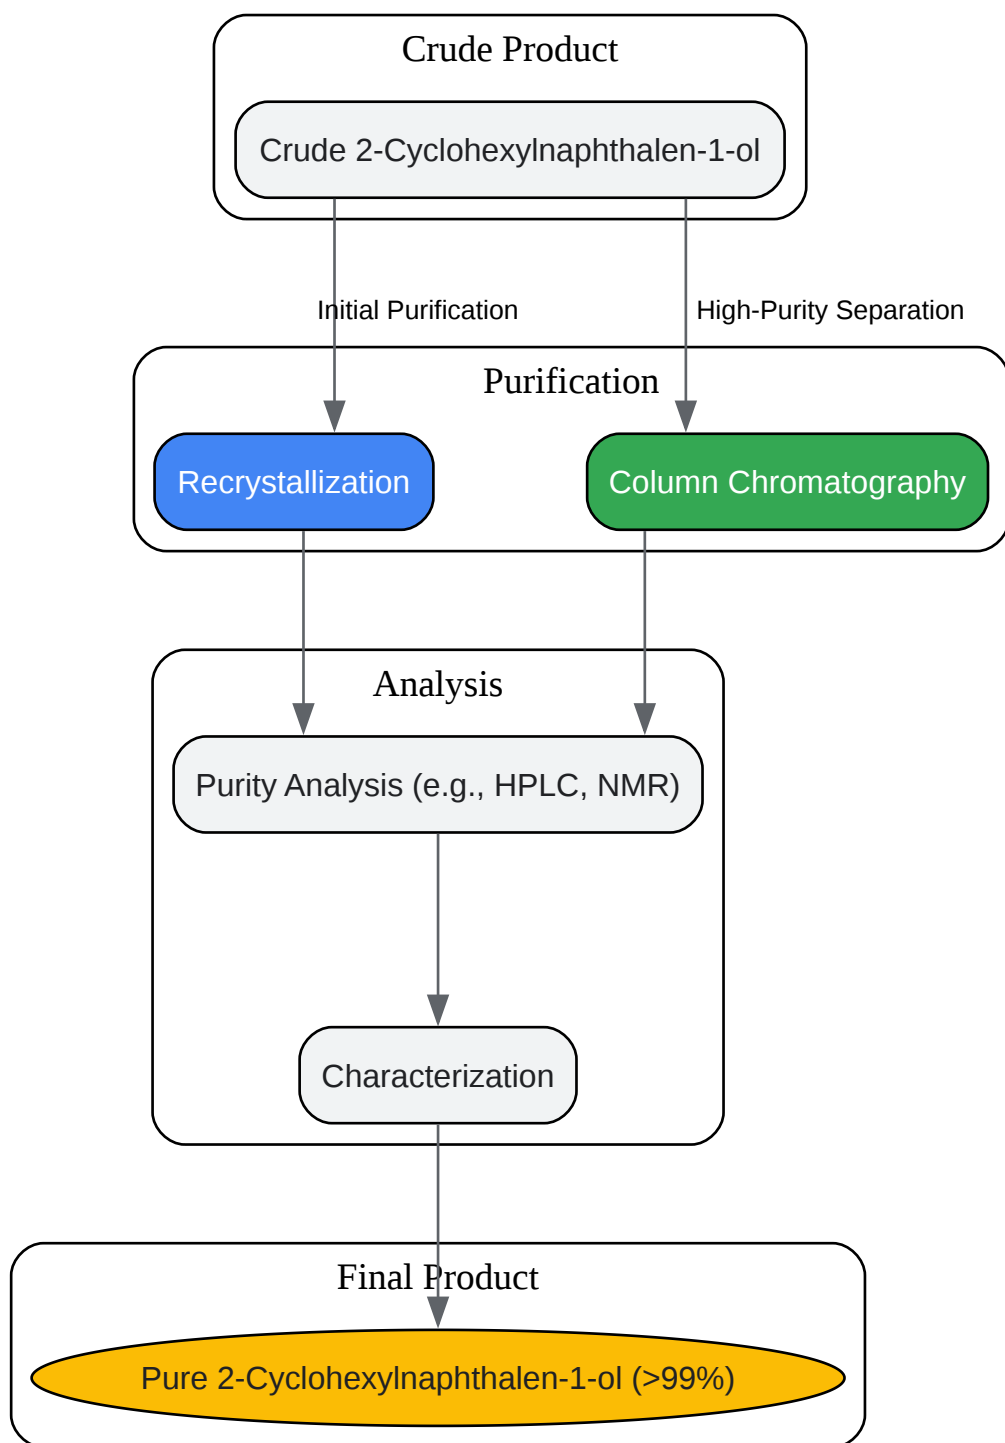 Crude Product
Crude 2-Cyclohexylnaphthalen-1-ol
Initial Purification
High-Purity Separation
Purification
Recrystallization
Column Chromatography
Analysis
Purity Analysis (e.g., HPLC, NMR)
Characterization
Final Product
Pure 2-Cyclohexylnaphthalen-1-ol (>99%)